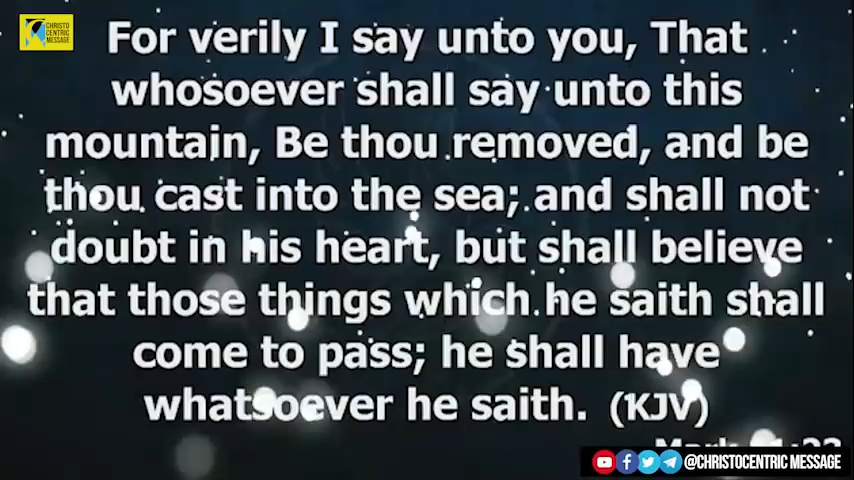 CHRISTO
CENTRIC
MESSAGE
For verily I say unto you, That
whosoever shall say unto this
mountain, Be thou removed, and be
thou cast into the sea; and shall not
doubt in his heart, but shall believe
that those things which he saith shall
come to pass; he shall have
whatsoever he saith. (KJV)
@CHRISTOCENTRIC MESSAGE